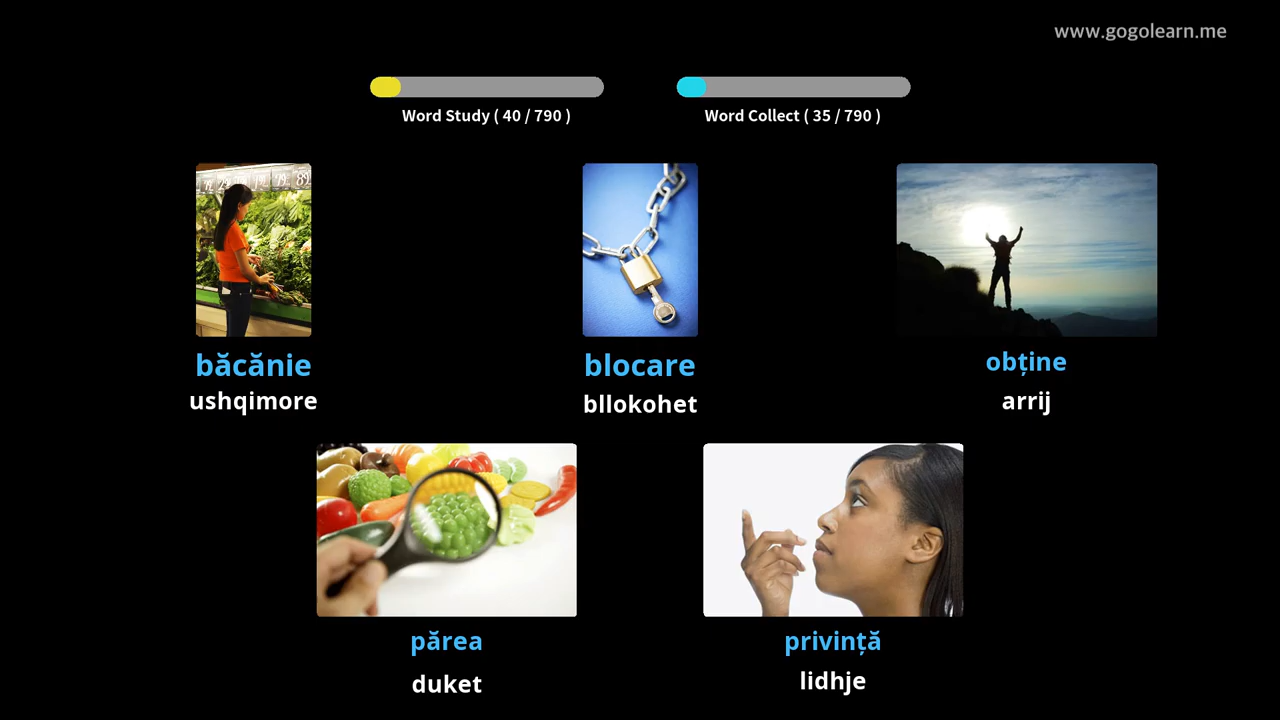 www.gogolearn.me
Word Study ( 40 / 790 )
Word Collect ( 35 / 790 )
băcănie
ushqimore
blocare
bllokohet
obține
arrij
părea
duket
privință
lidhje